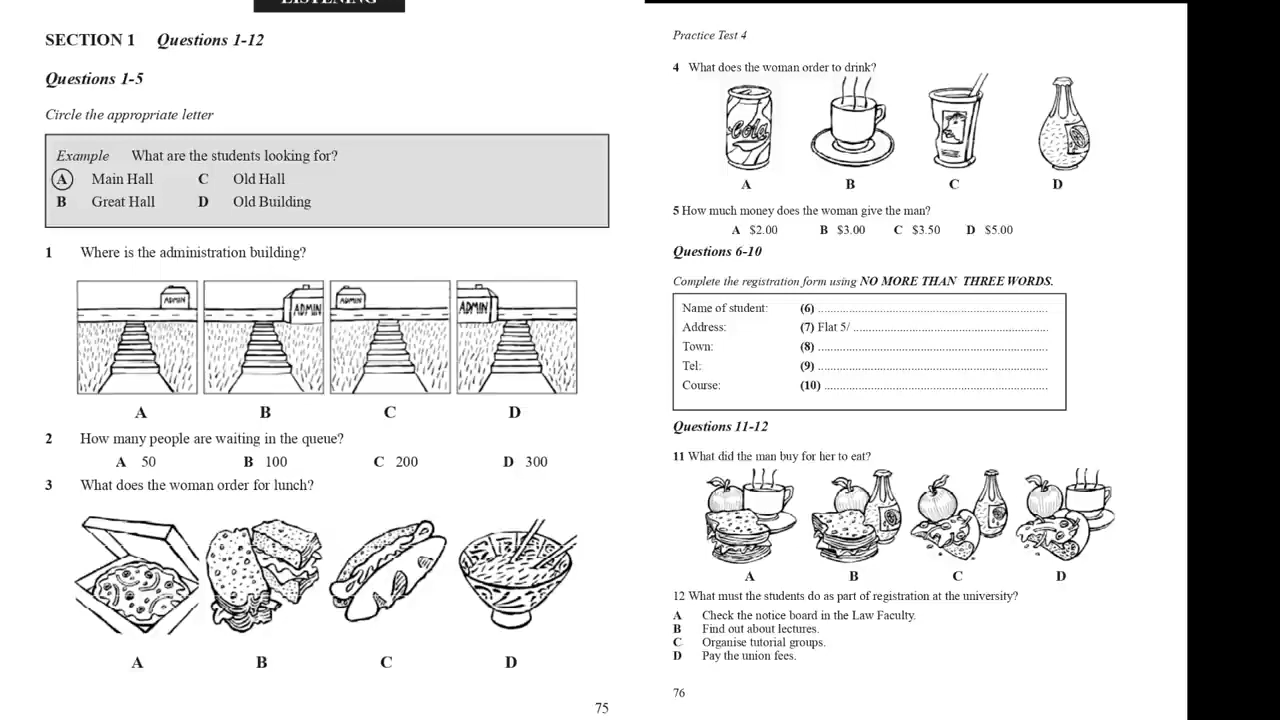 LISTENING
SECTION 1 Questions 1-12
Questions 1-5
Circle the appropriate letter
Example What are the students looking for?
A Main Hall C Old Hall
B Great Hall D Old Building
1 Where is the administration building?
ADMIN ADMIN ADMIN ADMIN
A B C D
2 How many people are waiting in the queue?
A 50 B 100 C 200 D 300
3 What does the woman order for lunch?
A B C D
75
Practice Test 4
4 What does the woman order to drink?
Cola
A B C D
5 How much money does the woman give the man?
A $2.00 B $3.00 C $3.50 D $5.00
Questions 6-10
Complete the registration form using NO MORE THAN THREE WORDS.
Name of student: (6) ................................................................
Address: (7) Flat 5/ ......................................................
Town: (8) ................................................................
Tel: (9) ................................................................
Course: (10) ..............................................................
Questions 11-12
11 What did the man buy for her to eat?
A B C D
12 What must the students do as part of registration at the university?
A Check the notice board in the Law Faculty.
B Find out about lectures.
C Organise tutorial groups.
D Pay the union fees.
76